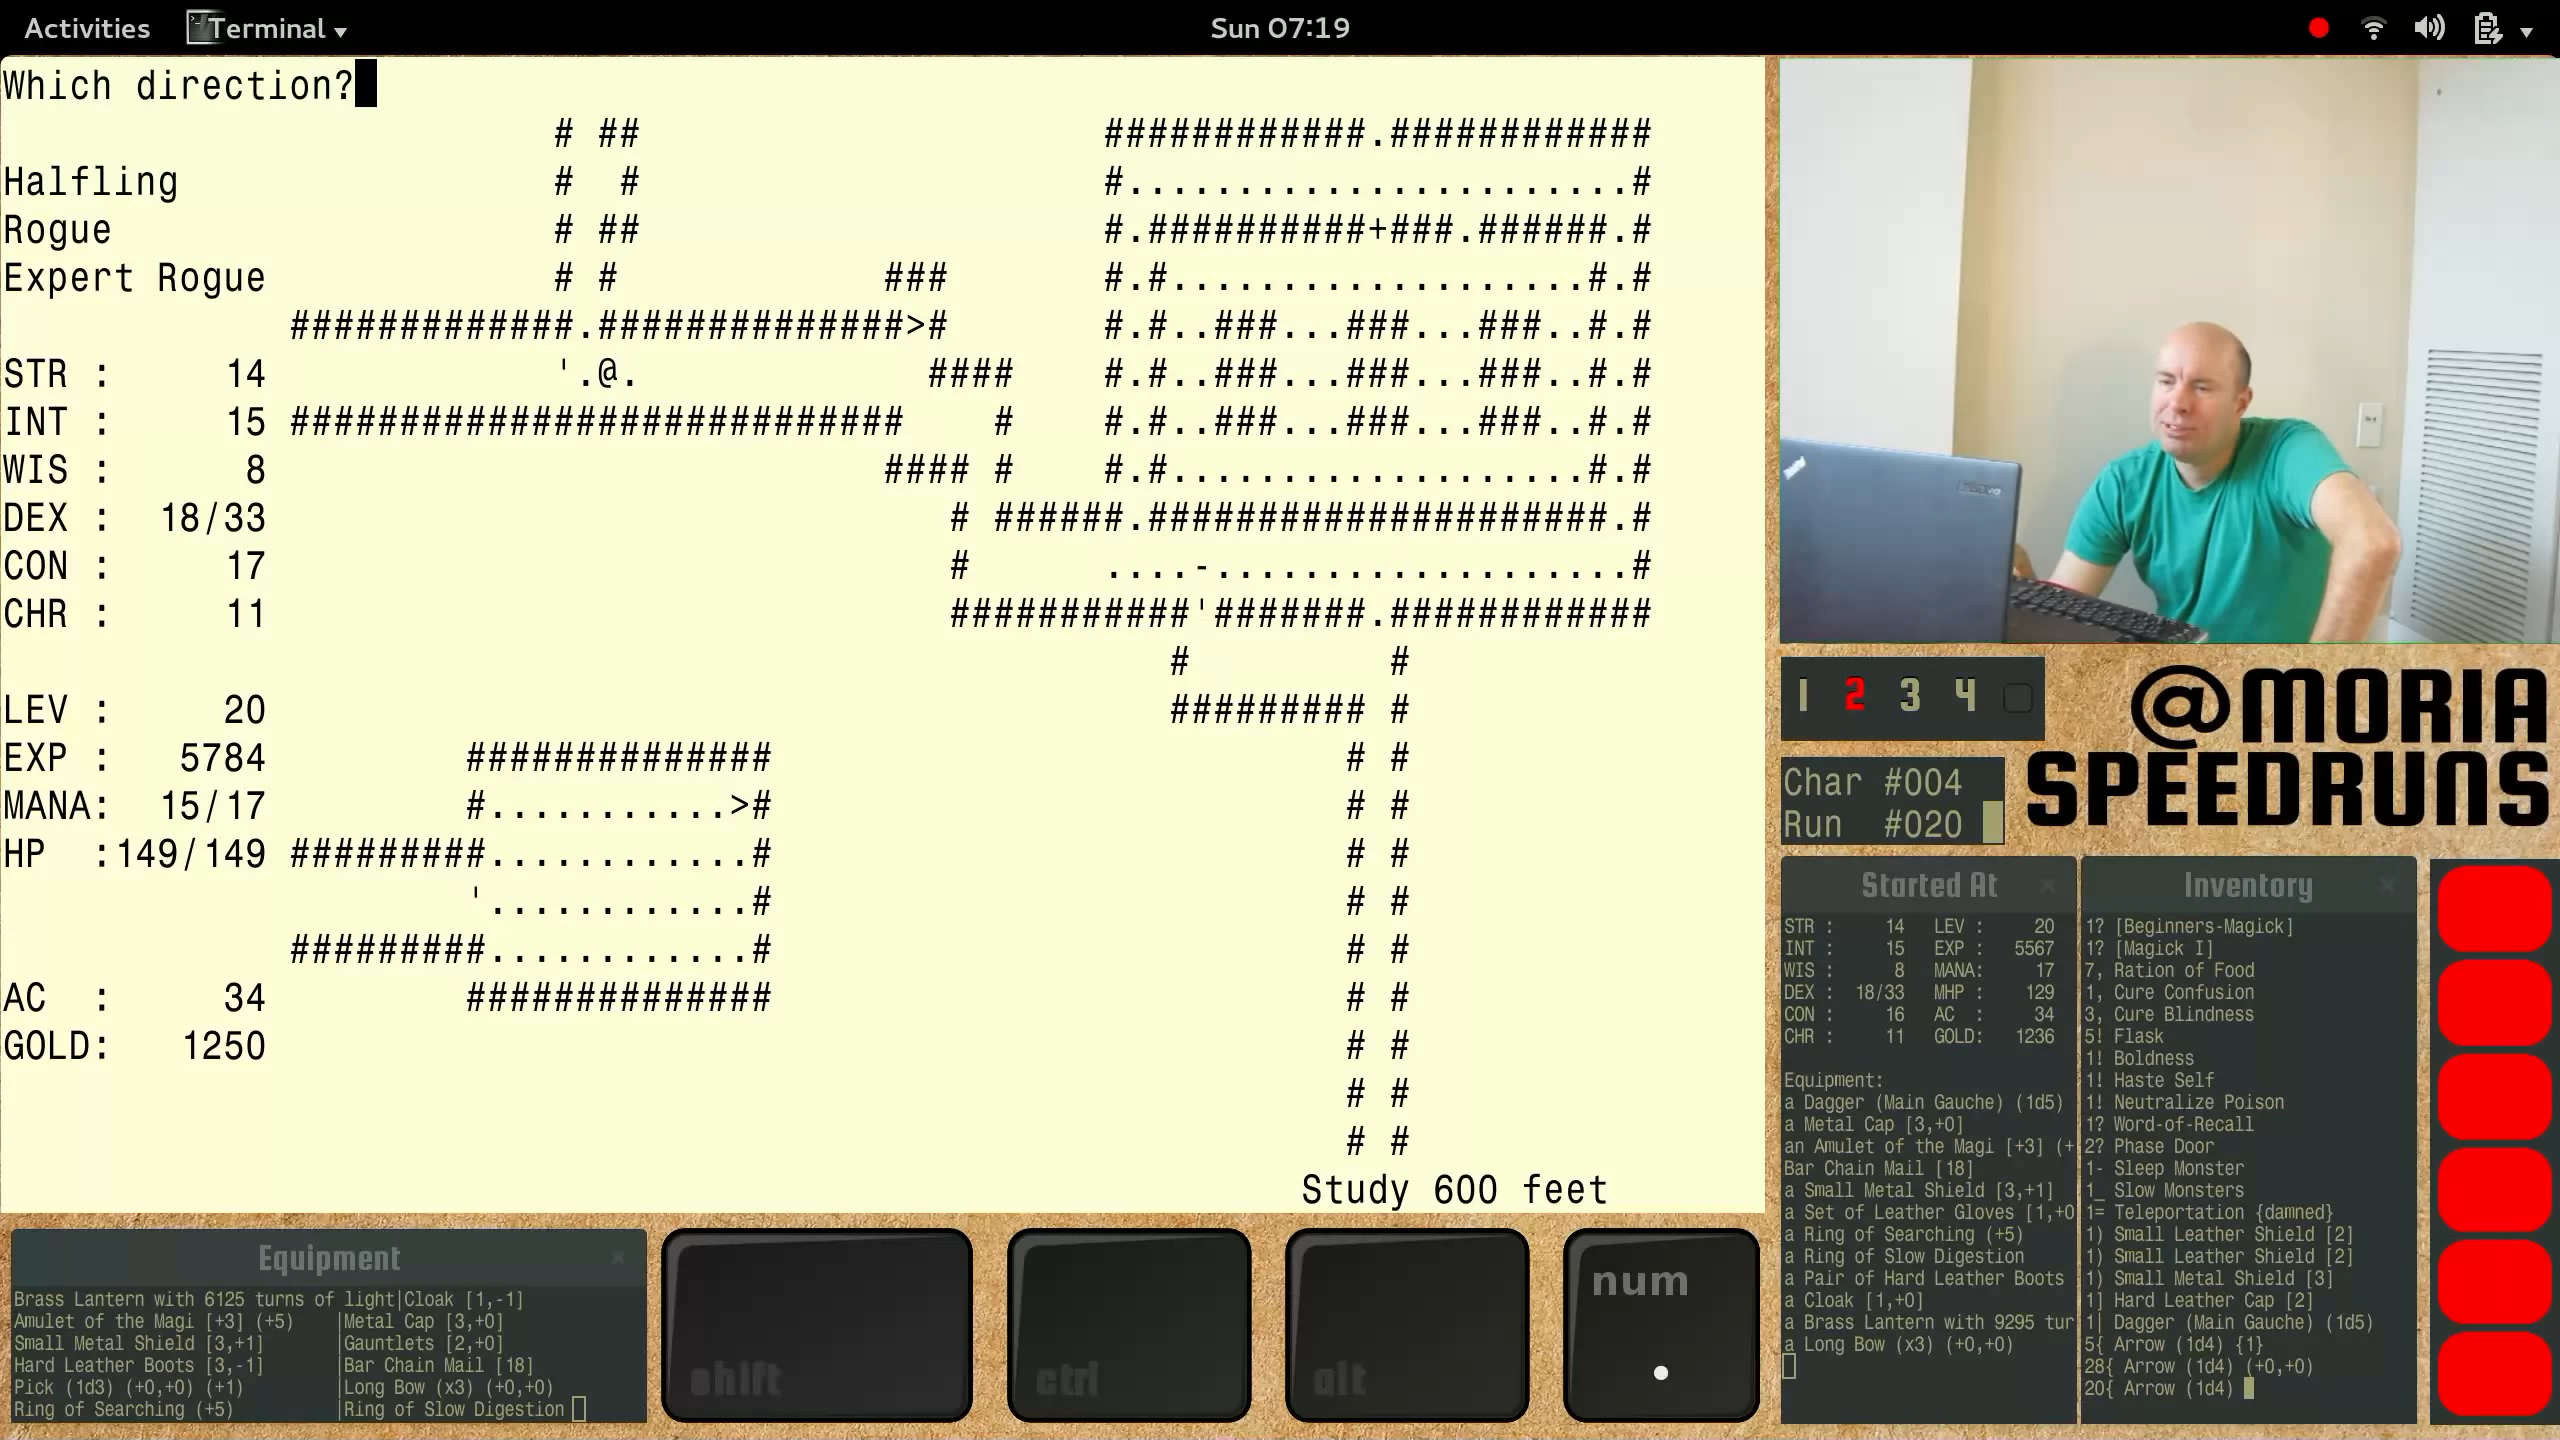 Activities Terminal ▾ Sun 07:19
Which direction?
# ## ############.############
Halfling # # #.......................#
Rogue # ## #.##########+###.######.#
Expert Rogue # # ### #.#...................#.#
#############.##############># #.#..###...###...###..#.#
STR : 14 '.@. #### #.#..###...###...###..#.#
INT : 15 ############################ # #.#..###...###...###..#.#
WIS : 8 #### # #.#...................#.#
DEX : 18/33 # ######.#####################.#
CON : 17 # ....-...................#
CHR : 11 ###########'#######.############
# #
LEV : 20 ######### #
EXP : 5784 ############## # #
MANA: 15/17 #...........># # #
HP :149/149 #########............# # #
'............# # #
#########............# # #
AC : 34 ############## # #
GOLD: 1250 # #
# #
# #
Study 600 feet
1 2 3 4
@MORIA
SPEEDRUNS
Char #004
Run #020
Started At
STR : 14 LEV : 20
INT : 15 EXP : 5567
WIS : 8 MANA: 17
DEX : 18/33 MHP : 129
CON : 16 AC : 34
CHR : 11 GOLD: 1236
Equipment:
a Dagger (Main Gauche) (1d5)
a Metal Cap [3,+0]
an Amulet of the Magi [+3] (+
Bar Chain Mail [18]
a Small Metal Shield [3,+1]
a Set of Leather Gloves [1,+0
a Ring of Searching (+5)
a Ring of Slow Digestion
a Pair of Hard Leather Boots
a Cloak [1,+0]
a Brass Lantern with 9295 tur
a Long Bow (x3) (+0,+0)
Inventory
1? [Beginners-Magick]
1? [Magick I]
7, Ration of Food
1, Cure Confusion
3, Cure Blindness
5! Flask
1! Boldness
1! Haste Self
1! Neutralize Poison
1? Word-of-Recall
2? Phase Door
1- Sleep Monster
1_ Slow Monsters
1= Teleportation {damned}
1) Small Leather Shield [2]
1) Small Leather Shield [2]
1) Small Metal Shield [3]
1] Hard Leather Cap [2]
1| Dagger (Main Gauche) (1d5)
5{ Arrow (1d4) {1}
28{ Arrow (1d4) (+0,+0)
20{ Arrow (1d4)
Equipment
Brass Lantern with 6125 turns of light|Cloak [1,-1]
Amulet of the Magi [+3] (+5) |Metal Cap [3,+0]
Small Metal Shield [3,+1] |Gauntlets [2,+0]
Hard Leather Boots [3,-1] |Bar Chain Mail [18]
Pick (1d3) (+0,+0) (+1) |Long Bow (x3) (+0,+0)
Ring of Searching (+5) |Ring of Slow Digestion
shift
ctrl
alt
num
lenovo